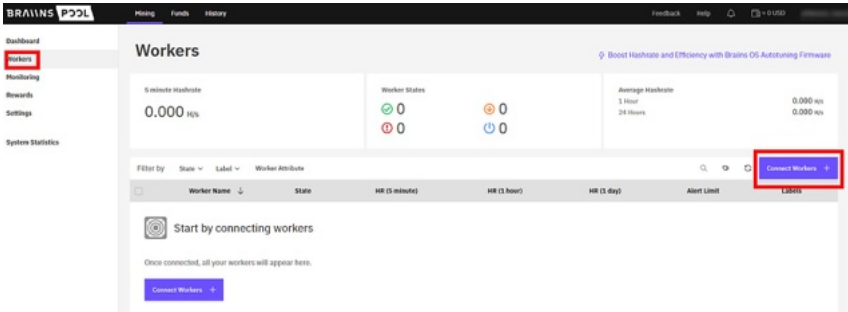 BRAIINS POOL
Mining Funds History
Feedback Help ≈ 0 USD
Dashboard
Workers
Monitoring
Rewards
Settings
System Statistics
Workers
Boost Hashrate and Efficiency with Braiins OS Autotuning Firmware
5 minute Hashrate
0.000 H/s
Worker States
0 0
0 0
Average Hashrate
1 Hour 0.000 H/s
24 Hours 0.000 H/s
Filter by State Label Worker Attribute
Connect Workers +
Worker Name ↓ State HR (5 minute) HR (1 hour) HR (1 day) Alert Limit Labels
Start by connecting workers
Once connected, all your workers will appear here.
Connect Workers +